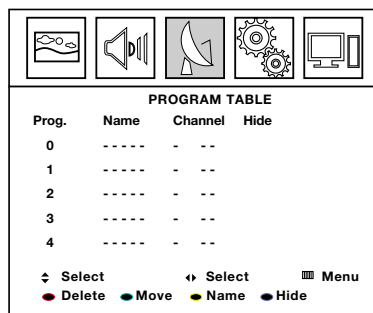 PROGRAM TABLE
Prog. Name Channel Hide
0 - - - - - - - -
1 - - - - - - - -
2 - - - - - - - -
3 - - - - - - - -
4 - - - - - - - -
Select Select Menu
Delete Move Name Hide